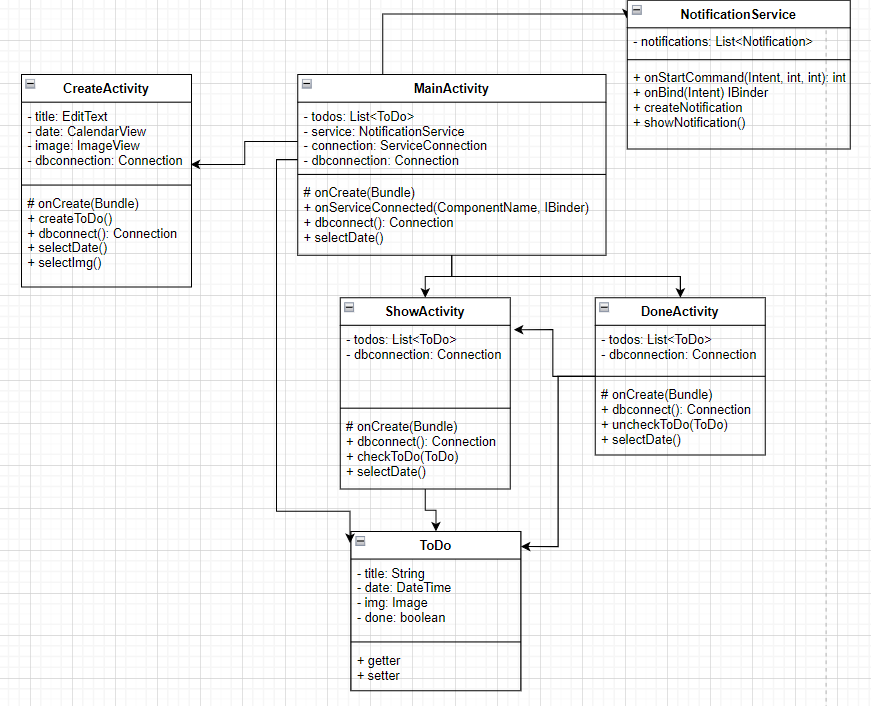 NotificationService
- notifications: List<Notification>
+ onStartCommand(Intent, int, int): int
+ onBind(Intent) IBinder
+ createNotification
+ showNotification()
CreateActivity
- title: EditText
- date: CalendarView
- image: ImageView
- dbconnection: Connection
# onCreate(Bundle)
+ createToDo()
+ dbconnect(): Connection
+ selectDate()
+ selectImg()
MainActivity
- todos: List<ToDo>
- service: NotificationService
- connection: ServiceConnection
- dbconnection: Connection
# onCreate(Bundle)
+ onServiceConnected(ComponentName, IBinder)
+ dbconnect(): Connection
+ selectDate()
ShowActivity
- todos: List<ToDo>
- dbconnection: Connection
# onCreate(Bundle)
+ dbconnect(): Connection
+ checkToDo(ToDo)
+ selectDate()
DoneActivity
- todos: List<ToDo>
- dbconnection: Connection
# onCreate(Bundle)
+ dbconnect(): Connection
+ uncheckToDo(ToDo)
+ selectDate()
ToDo
- title: String
- date: DateTime
- img: Image
- done: boolean
+ getter
+ setter